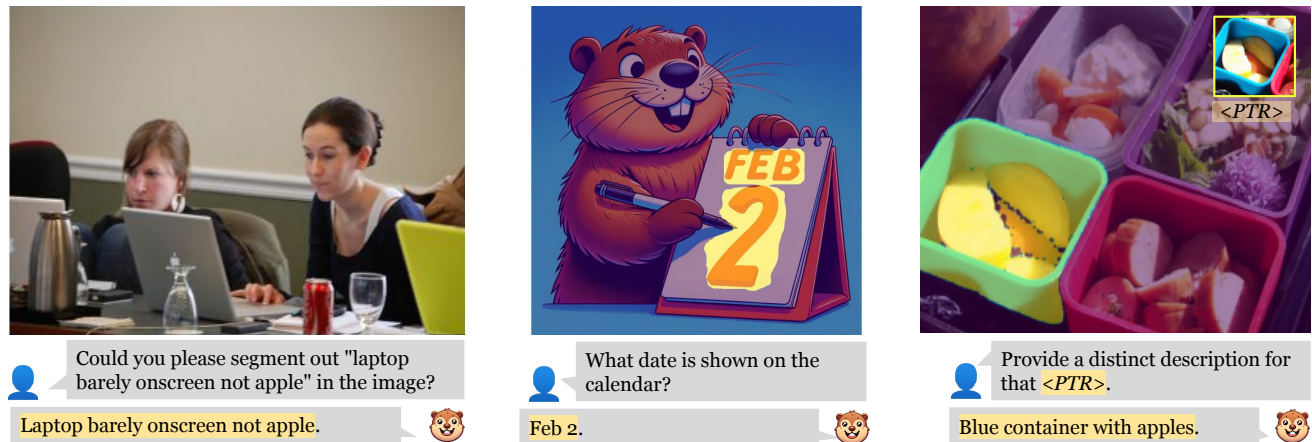 FEB
2
<PTR>
Could you please segment out "laptop
barely onscreen not apple" in the image?
Laptop barely onscreen not apple.
What date is shown on the
calendar?
Feb 2.
Provide a distinct description for
that <PTR>.
Blue container with apples.